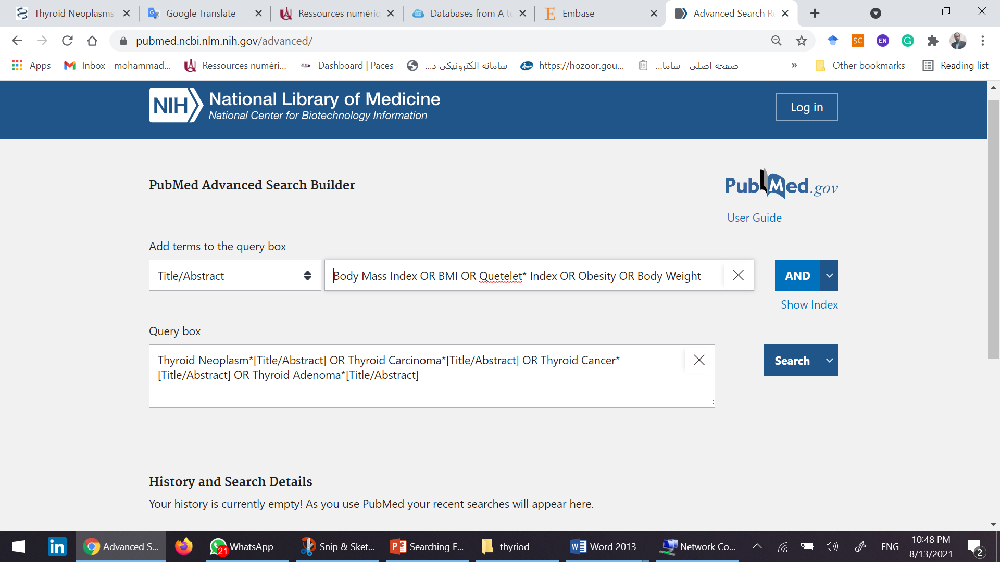 Thyroid Neoplasms
Google Translate
Ressources numériq
Databases from A to
Embase
Advanced Search Re
pubmed.ncbi.nlm.nih.gov/advanced/
SC
EN
Apps
Inbox - mohammad...
Ressources numéri...
Dashboard | Paces
سامانه الکترونیکی د...
https://hozoor.gou...
صفحه اصلی - ساما...
»
Other bookmarks
Reading list
NIH
National Library of Medicine
National Center for Biotechnology Information
Log in
PubMed Advanced Search Builder
PubMed.gov
User Guide
Add terms to the query box
Title/Abstract
Body Mass Index OR BMI OR Quetelet* Index OR Obesity OR Body Weight
AND
Show Index
Query box
Thyroid Neoplasm*[Title/Abstract] OR Thyroid Carcinoma*[Title/Abstract] OR Thyroid Cancer*
[Title/Abstract] OR Thyroid Adenoma*[Title/Abstract]
Search
History and Search Details
Your history is currently empty! As you use PubMed your recent searches will appear here.
in
Advanced S...
21
WhatsApp
Snip & Sket...
Searching E...
thyriod
Word 2013
Network Co...
ENG
10:48 PM
8/13/2021
2